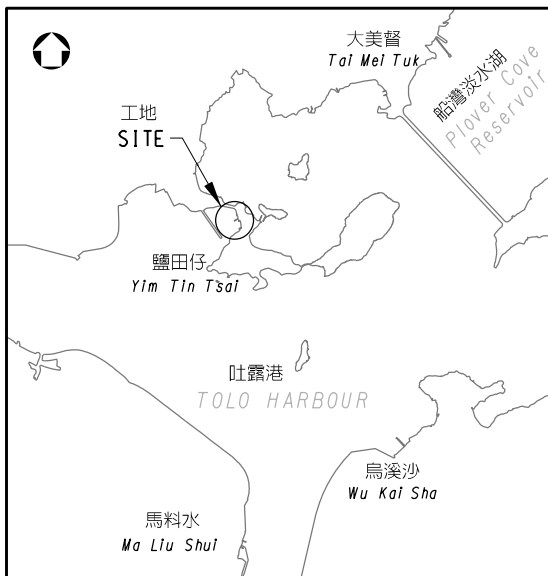 大美督
Tai Mei Tuk
船灣淡水湖
Plover Cove
Reservoir
工地
SITE
鹽田仔
Yim Tin Tsai
吐露港
TOLO HARBOUR
烏溪沙
Wu Kai Sha
馬料水
Ma Liu Shui